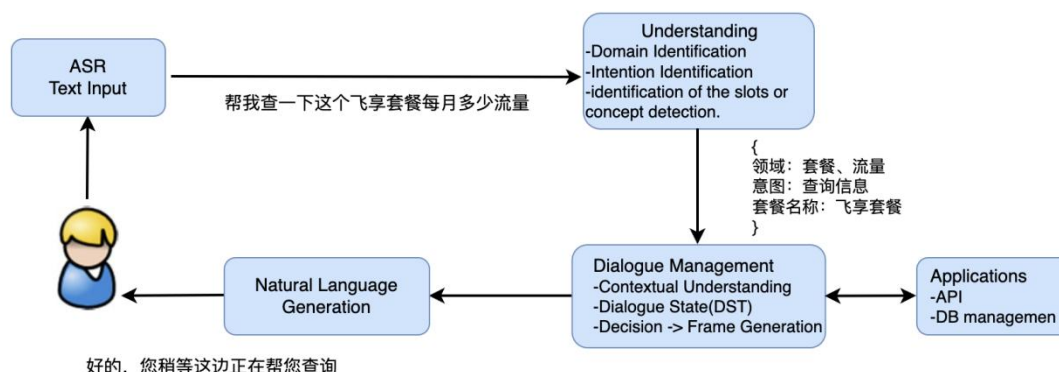 ASR
Text Input
帮我查一下这个飞享套餐每月多少流量
Understanding
-Domain Identification
-Intention Identification
-identification of the slots or
concept detection.
{
领域：套餐、流量
意图：查询信息
套餐名称：飞享套餐
}
Dialogue Management
-Contextual Understanding
-Dialogue State(DST)
-Decision -> Frame Generation
Applications
-API
-DB managemen
Natural Language
Generation
好的，您稍等这边正在帮您查询